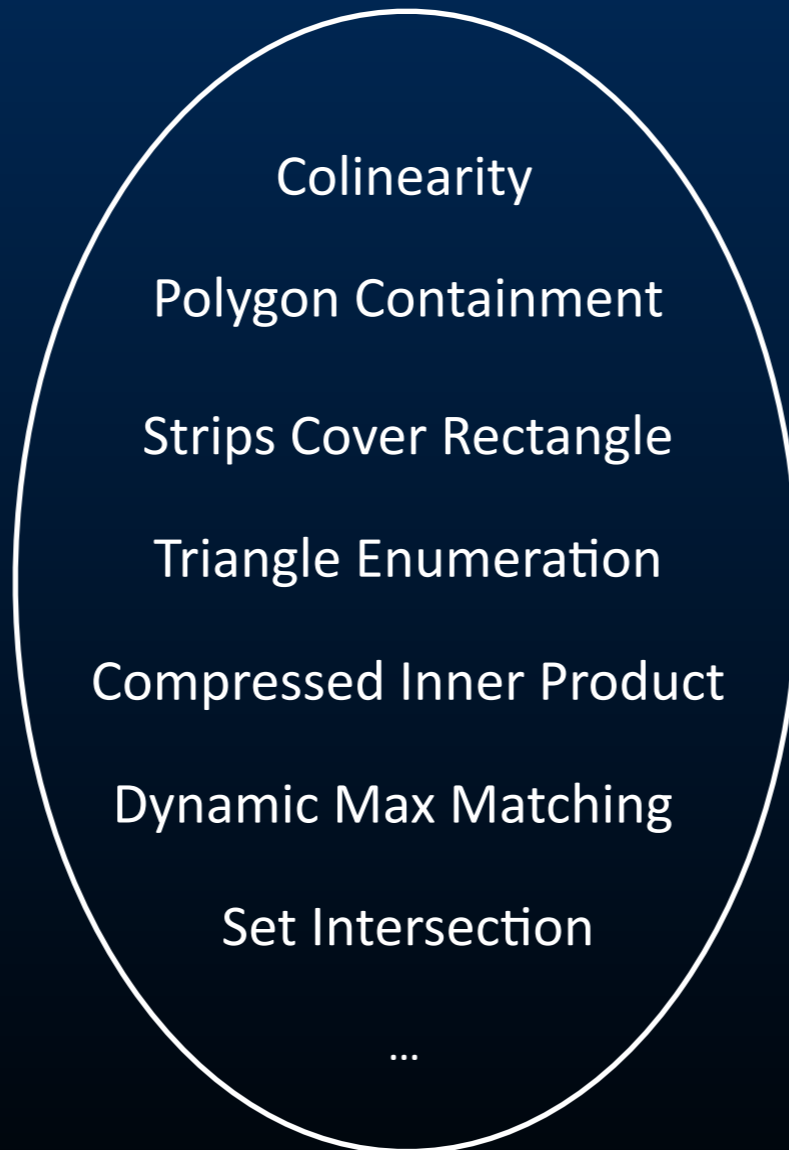 Colinearity
Polygon Containment
Strips Cover Rectangle
Triangle Enumeration
Compressed Inner Product
Dynamic Max Matching
Set Intersection
...